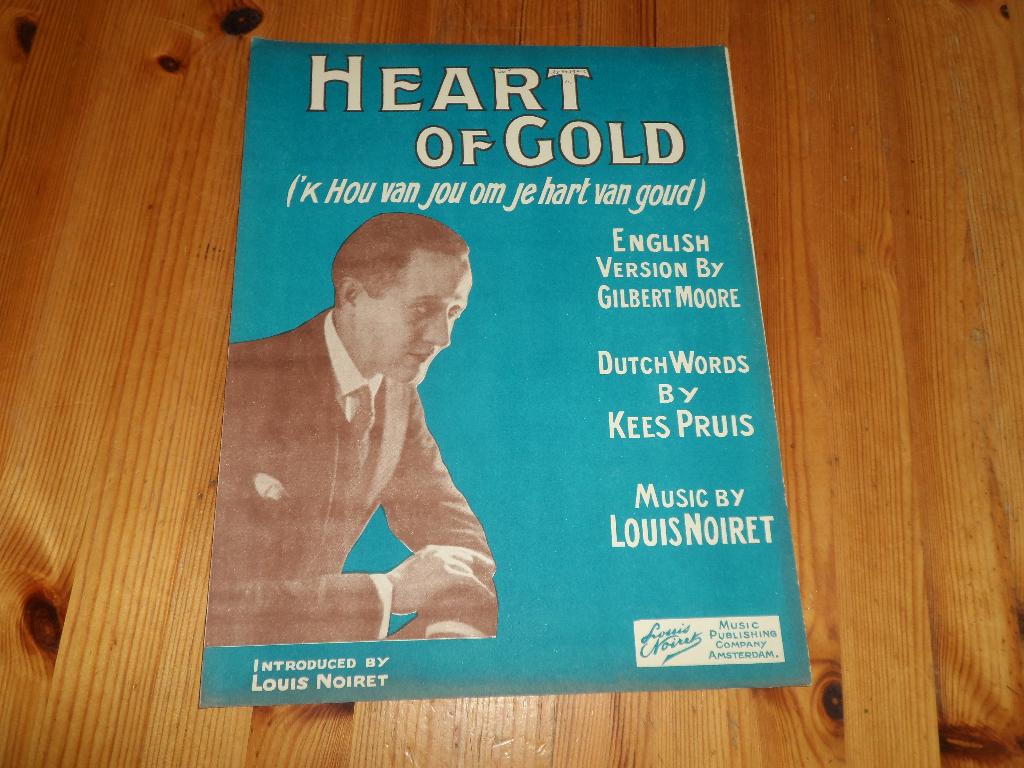 HEART
OF GOLD
('K Hou van jou om je hart van goud)
ENGLISH
VERSION BY
GILBERT MOORE
DUTCH WORDS
BY
KEES PRUIS
MUSIC BY
LOUIS NOIRET
Louis Noiret
MUSIC
PUBLISHING
COMPANY
AMSTERDAM.
INTRODUCED BY
LOUIS NOIRET